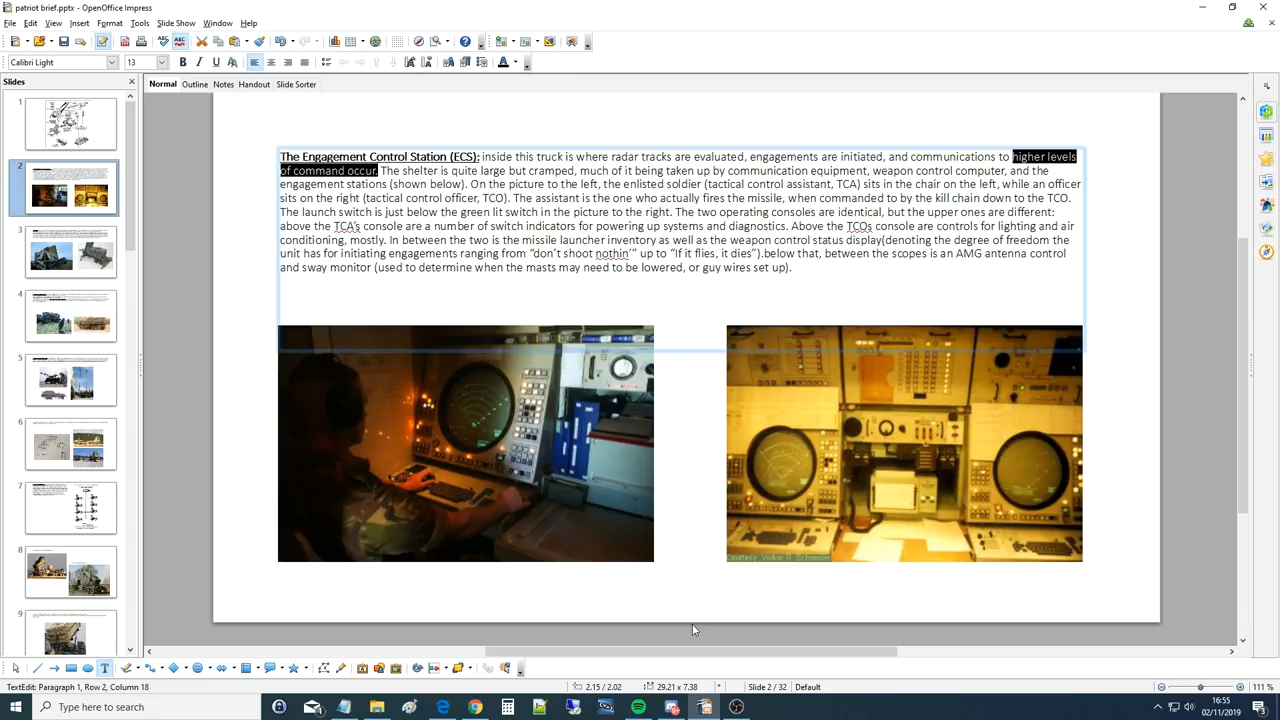 patriot brief.pptx - OpenOffice Impress
File Edit View Insert Format Tools Slide Show Window Help
Calibri Light 13
Slides
Normal Outline Notes Handout Slide Sorter
1
2
3
4
5
6
7
8
9
The Engagement Control Station (ECS): inside this truck is where radar tracks are evaluated, engagements are initiated, and communications to higher levels
of command occur. The shelter is quite large but cramped, much of it being taken up by communication equipment, weapon control computer, and the
engagement stations (shown below). On the picture to the left, the enlisted soldier (tactical control assistant, TCA) sits in the chair on the left, while an officer
sits on the right (tactical control officer, TCO). The assistant is the one who actually fires the missile, when commanded to by the kill chain down to the TCO.
The launch switch is just below the green lit switch in the picture to the right. The two operating consoles are identical, but the upper ones are different:
above the TCA's console are a number of switch indicators for powering up systems and diagnostics. Above the TCOs console are controls for lighting and air
conditioning, mostly. In between the two is the missile launcher inventory as well as the weapon control status display(denoting the degree of freedom the
unit has for initiating engagements ranging from “don't shoot nothin'” up to “If it flies, it dies”).below that, between the scopes is an AMG antenna control
and sway monitor (used to determine when the masts may need to be lowered, or guy wires set up).
TextEdit: Paragraph 1, Row 2, Column 18 2.15 / 2.02 29.21 x 7.38 * Slide 2 / 32 Default 111 %
Type here to search
16:55
02/11/2019